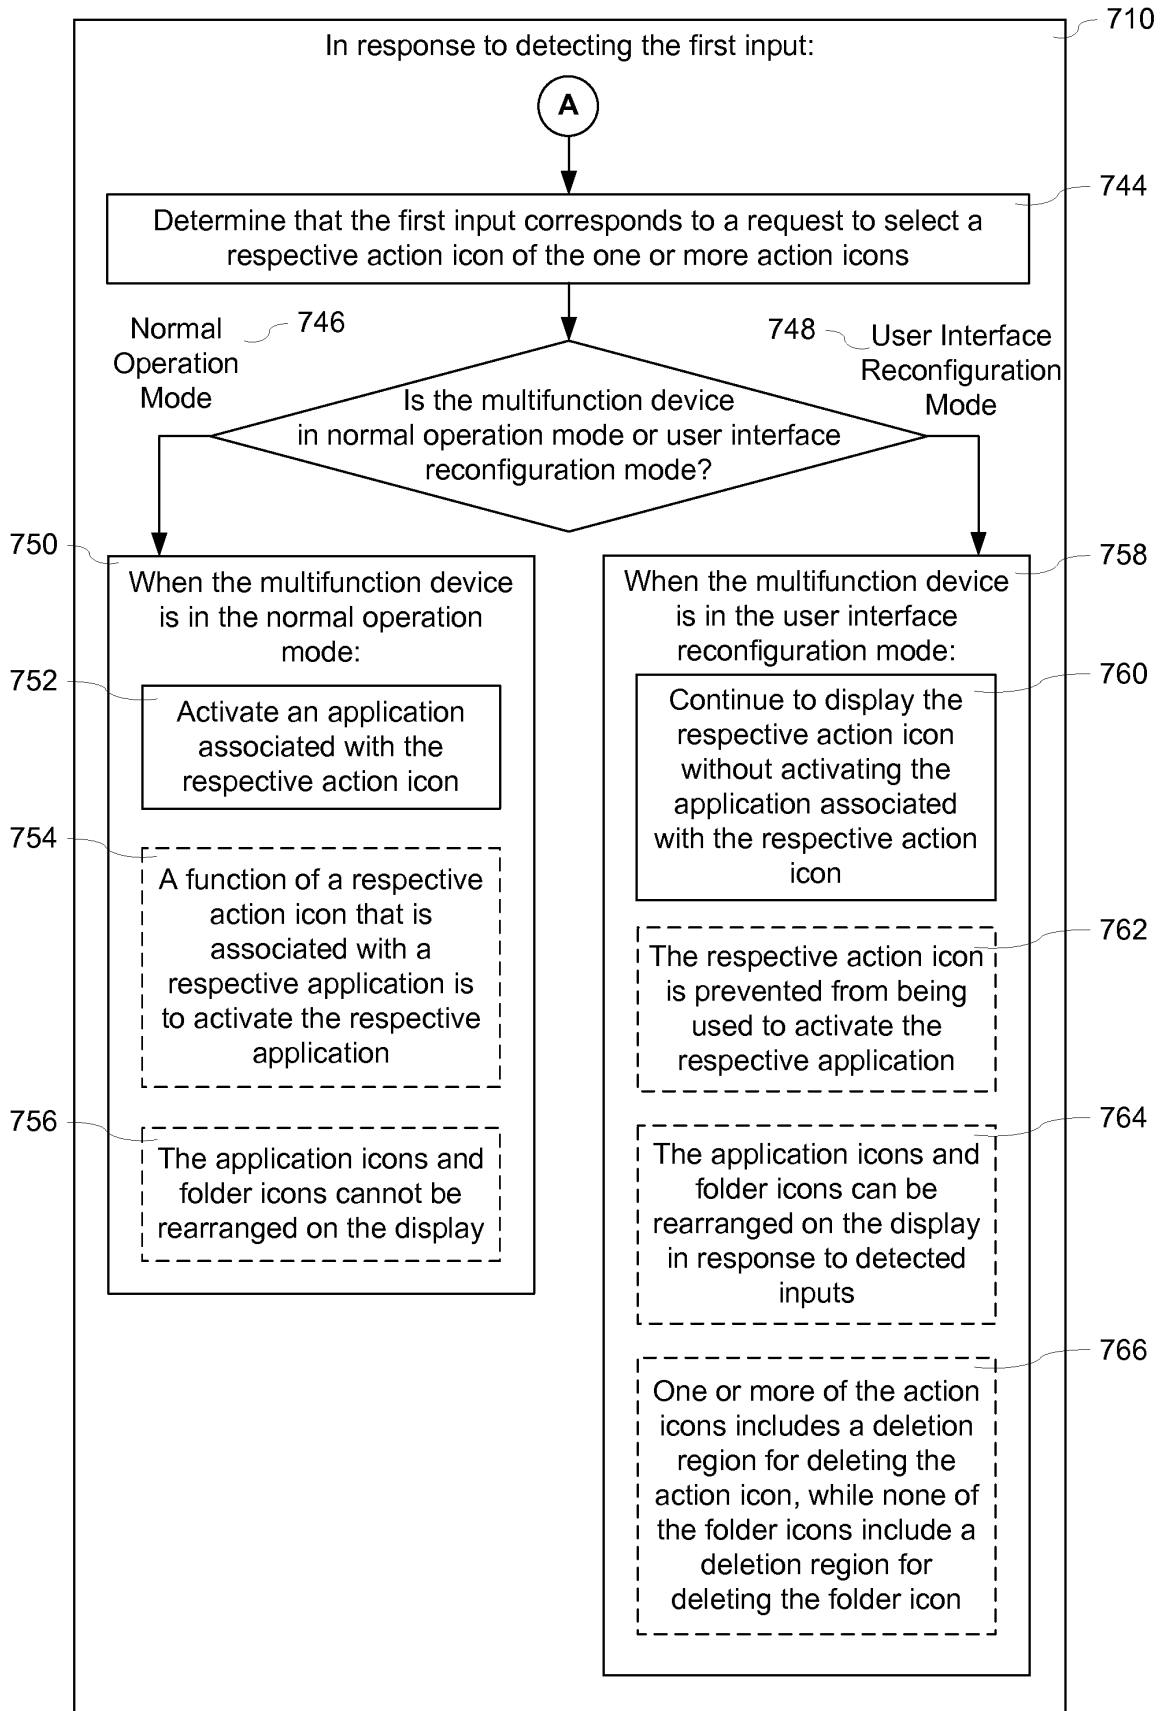 710
In response to detecting the first input:
A
744
Determine that the first input corresponds to a request to select a
respective action icon of the one or more action icons
Normal
Operation
Mode
746
748
User Interface
Reconfiguration
Mode
Is the multifunction device
in normal operation mode or user interface
reconfiguration mode?
750
When the multifunction device
is in the normal operation
mode:
752
Activate an application
associated with the
respective action icon
754
A function of a respective
action icon that is
associated with a
respective application is
to activate the respective
application
756
The application icons and
folder icons cannot be
rearranged on the display
758
When the multifunction device
is in the user interface
reconfiguration mode:
760
Continue to display the
respective action icon
without activating the
application associated
with the respective action
icon
762
The respective action icon
is prevented from being
used to activate the
respective application
764
The application icons and
folder icons can be
rearranged on the display
in response to detected
inputs
766
One or more of the action
icons includes a deletion
region for deleting the
action icon, while none of
the folder icons include a
deletion region for
deleting the folder icon